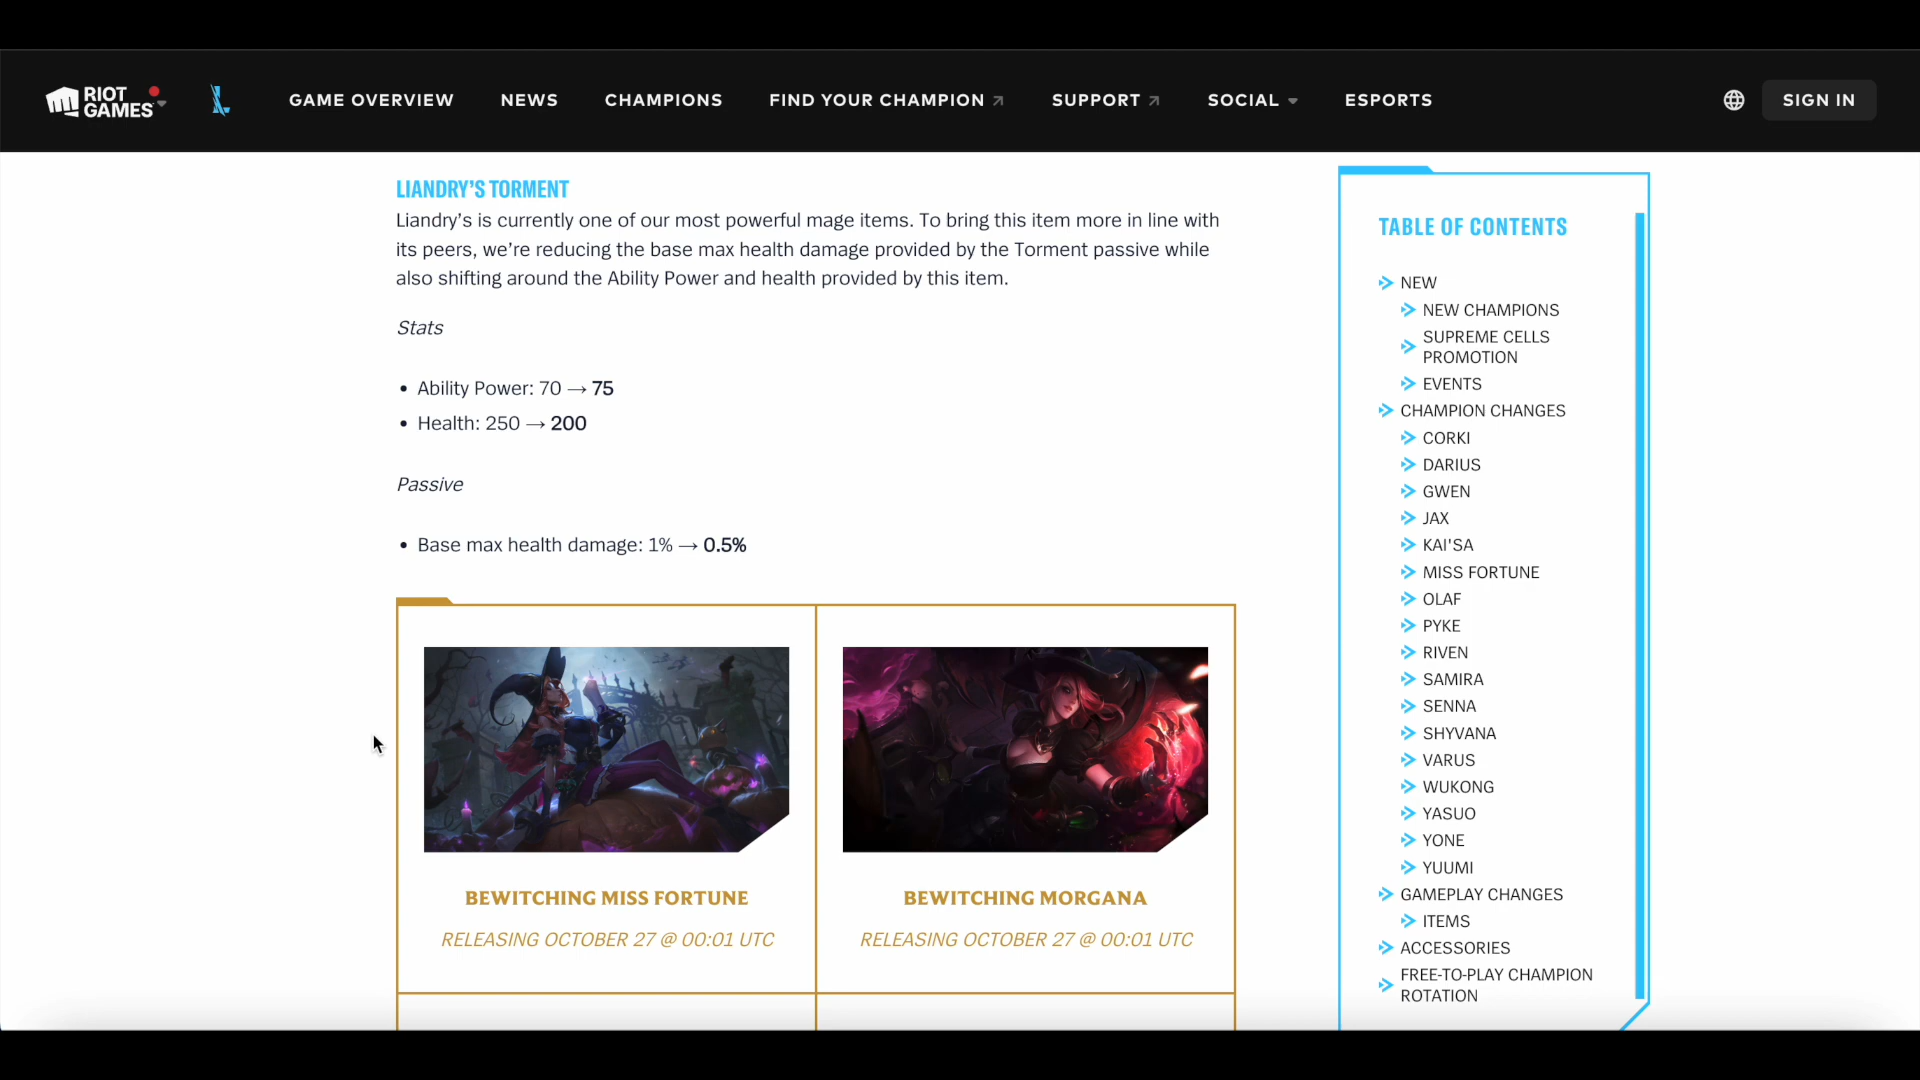 RIOT GAMES
GAME OVERVIEW
NEWS
CHAMPIONS
FIND YOUR CHAMPION
SUPPORT
SOCIAL
ESPORTS
SIGN IN
LIANDRY'S TORMENT
Liandry's is currently one of our most powerful mage items. To bring this item more in line with
its peers, we're reducing the base max health damage provided by the Torment passive while
also shifting around the Ability Power and health provided by this item.
Stats
• Ability Power: 70 → 75
• Health: 250 → 200
Passive
• Base max health damage: 1% → 0.5%
BEWITCHING MISS FORTUNE
RELEASING OCTOBER 27 @ 00:01 UTC
BEWITCHING MORGANA
RELEASING OCTOBER 27 @ 00:01 UTC
TABLE OF CONTENTS
NEW
NEW CHAMPIONS
SUPREME CELLS
PROMOTION
EVENTS
CHAMPION CHANGES
CORKI
DARIUS
GWEN
JAX
KAI'SA
MISS FORTUNE
OLAF
PYKE
RIVEN
SAMIRA
SENNA
SHYVANA
VARUS
WUKONG
YASUO
YONE
YUUMI
GAMEPLAY CHANGES
ITEMS
ACCESSORIES
FREE-TO-PLAY CHAMPION
ROTATION